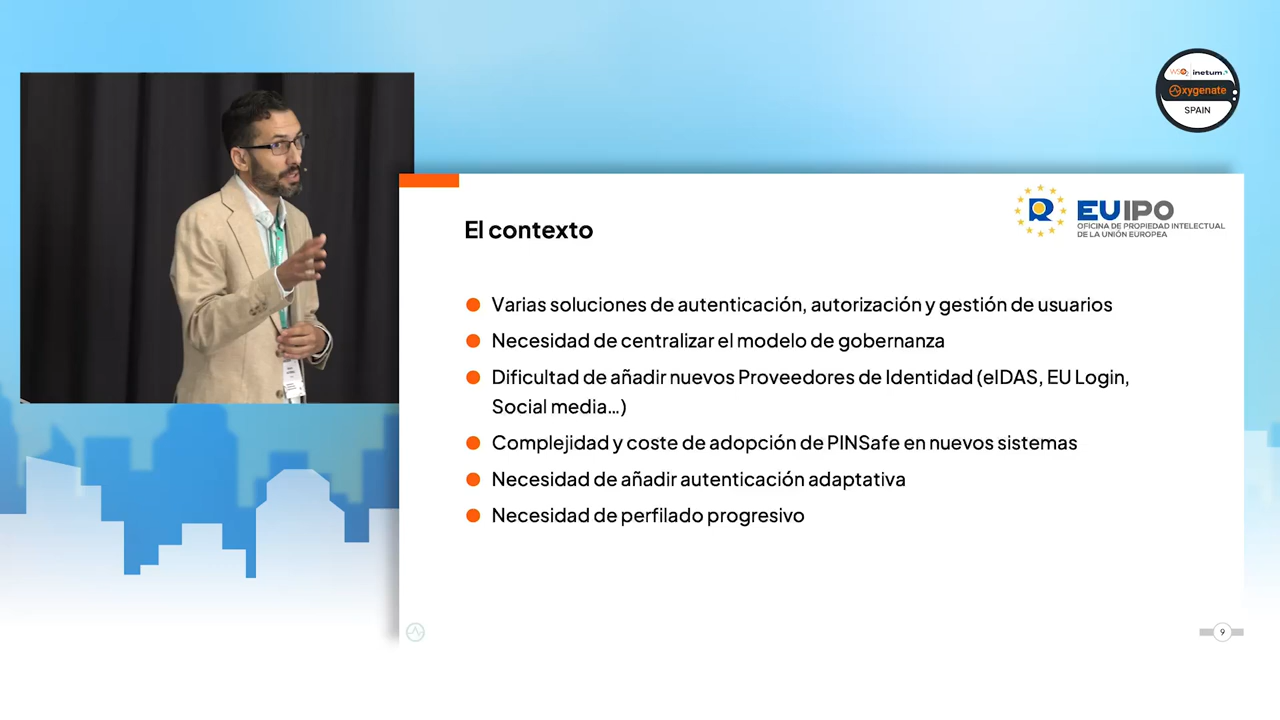 WSO2 inetum.
Oxygenate
SPAIN
EUIPO
OFICINA DE PROPIEDAD INTELECTUAL
DE LA UNIÓN EUROPEA
El contexto
Varias soluciones de autenticación, autorización y gestión de usuarios
Necesidad de centralizar el modelo de gobernanza
Dificultad de añadir nuevos Proveedores de Identidad (eIDAS, EU Login,
Social media...)
Complejidad y coste de adopción de PINSafe en nuevos sistemas
Necesidad de añadir autenticación adaptativa
Necesidad de perfilado progresivo
9